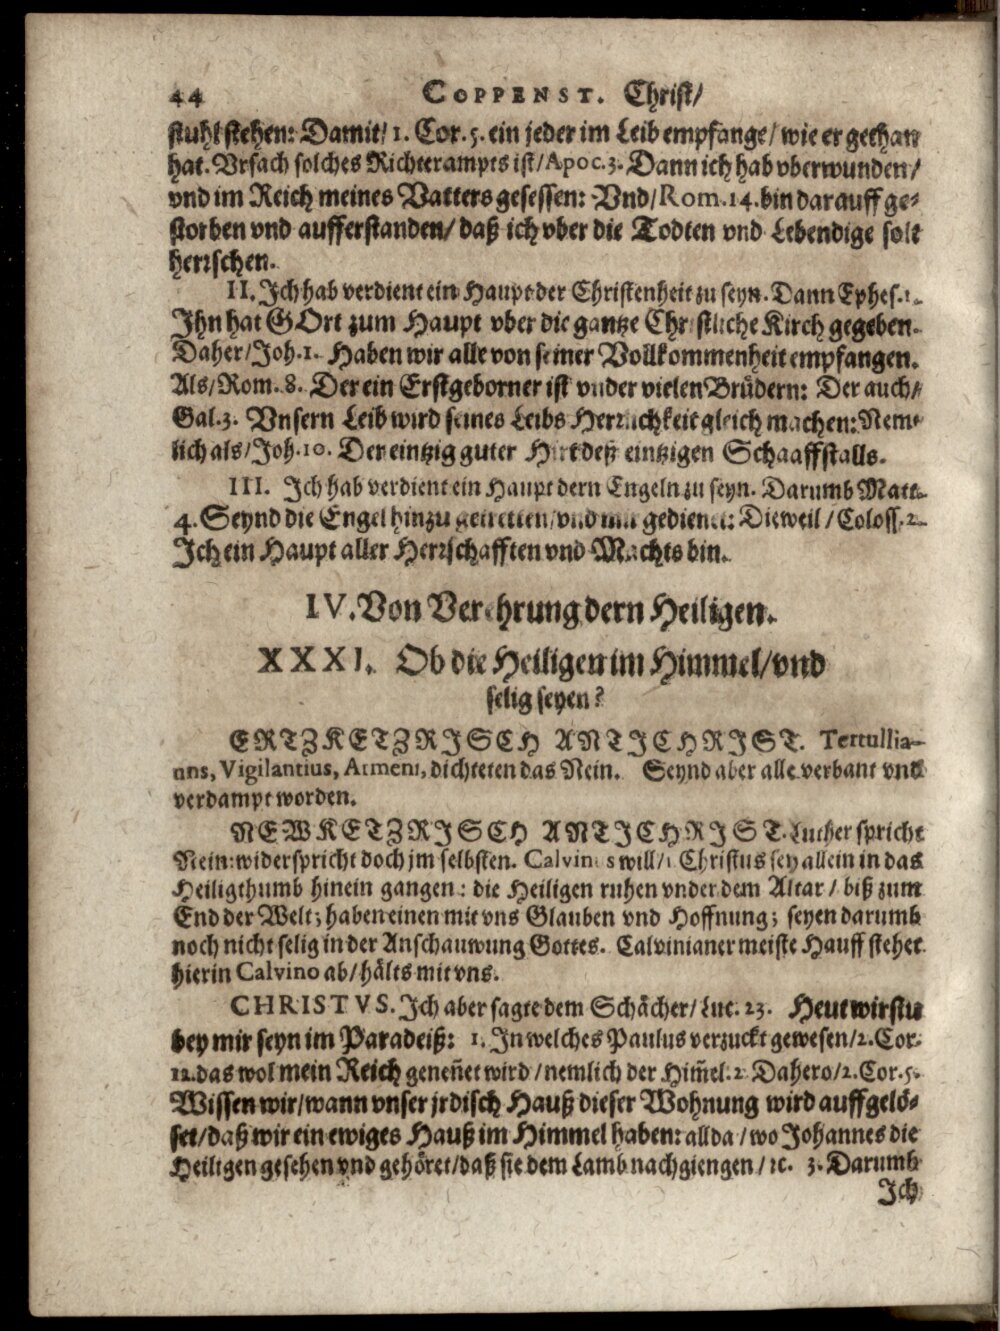 44 COPPENST. Christ/
stuhl stehen: Damit/ 1. Cor. 5. ein jeder im Leib empfange/ wie er gethan
hat. Vrsach solches Richterampts ist/ Apoc. 3. Dann ich hab vberwunden/
vnd im Reich meines Vatters gesessen: Vnd/ Rom. 14. bin darauff ge-
storben vnd aufferstanden/ daß ich vber die Todten vnd Lebendige solt
herrschen.
II. Ich hab verdient ein Haupt der Christenheit zu seyn. Dann Ephes. 1.
Ihn hat GOtt zum Haupt vber die gantze Christliche Kirch gegeben.
Daher/ Joh. 1. Haben wir alle von seiner Vollkommenheit empfangen.
Als/ Rom. 8. Der ein Erstgeborner ist vnder vielen Brüdern: Der auch/
Gal. 3. Vnsern Leib wird seines Leibs Herrlichkeit gleich machen: Nem-
lich als/ Joh. 10. Der eintzig guter Hirt deß eintzigen Schaaffstalls.
III. Ich hab verdient ein Haupt dern Engeln zu seyn. Darumb Matt.
4. Seynd die Engel hinzu getretten/ vnd mir gedienet: Dieweil/ Coloss. 2.
Ich ein Haupt aller Herrschafften vnd Machts bin.
IV. Von Verehrung dern Heiligen.
XXXI. Ob die Heiligen im Himmel/ vnd
selig seyen?
ERTZKETZRISCH ANTICHRIST. Tertullia-
nus, Vigilantius, Armeni, dichteten das Nein. Seynd aber alle verbant vnd
verdampt worden.
NEWKETZRISCH ANTICHRIST. Luther spricht
Nein: widerspricht doch jm selbsten. Calvinus will/ 1 Christus sey allein in das
Heiligthumb hinein gangen: die Heiligen ruhen vnder dem Altar/ biß zum
End der Welt; haben einen mit vns Glauben vnd Hoffnung; seyen darumb
noch nicht selig in der Anschauwung Gottes. Calvinianer meiste Hauff stehet
hierin Calvino ab/ hälts mit vns.
CHRISTVS. Ich aber sagte dem Schächer/ Luc. 23. Heut wirstu
bey mir seyn im Paradeiß: 1. In welches Paulus verzuckt gewesen/ 2. Cor.
12. das wol mein Reich geneñet wird/ nemlich der Him̃el. 2 Dahero/ 2. Cor. 5.
Wissen wir/ wann vnser jrdisch Hauß dieser Wohnung wird auffgelö-
set/ daß wir ein ewiges Hauß im Himmel haben: allda/ wo Johannes die
Heiligen gesehen vnd gehöret/ daß sie dem Lamb nachgiengen/ ꝛc. 3. Darumb
Ich